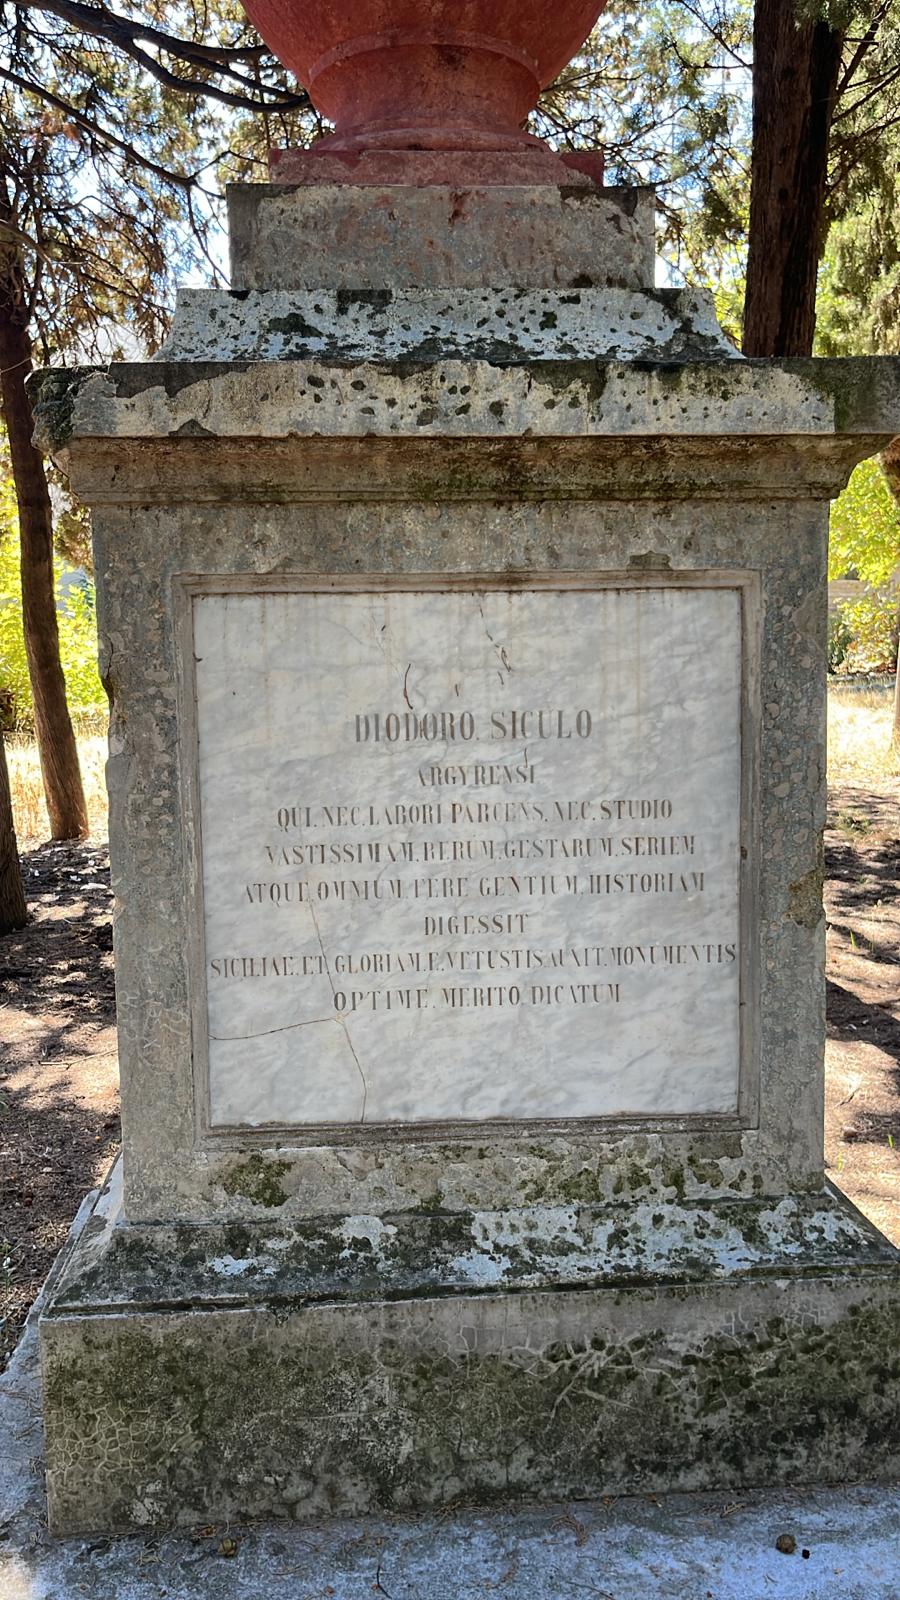 DIODORO. SICULO
ARGYRENSI
QUI. NEC. LABORI PARCENS. NEC. STUDIO
VASTISSIMAM. RERUM. GESTARUM. SERIEM
ATQUE. OMNIUM. FERE GENTIUM. HISTORIAM
DIGESSIT
SICILIAE. ET. GLORIAM. E. VETUSTIS. AUXIT. MONUMENTIS
OPTIME. MERITO. DICATUM